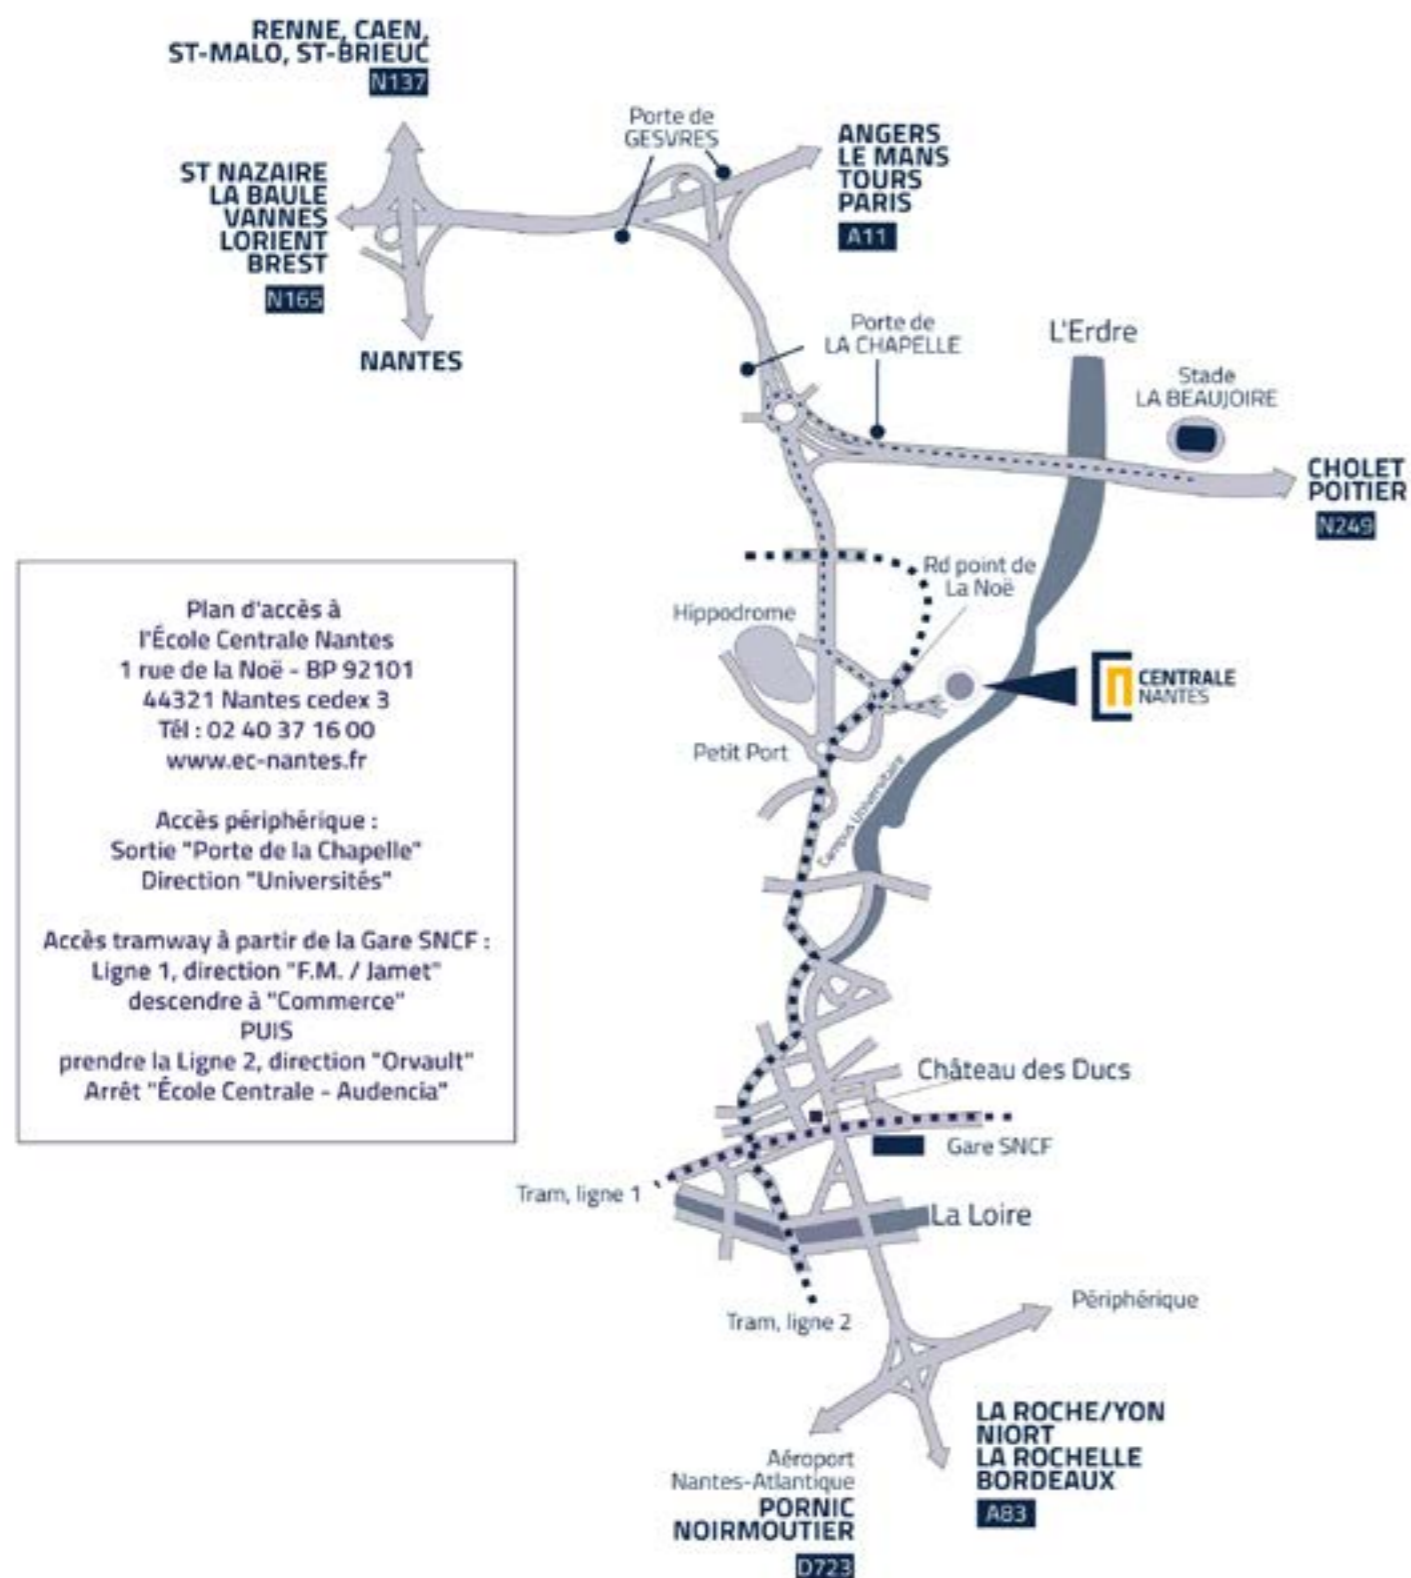 RENNE, CAEN,
ST-MALO, ST-BRIEUC
N137
Porte de
GESVRES
ANGERS
LE MANS
TOURS
PARIS
A11
ST NAZAIRE
LA BAULE
VANNES
LORIENT
BREST
N165
NANTES
Porte de
LA CHAPELLE
L'Erdre
Stade
LA BEAUJOIRE
CHOLET
POITIER
N249
Rd point de
La Noë
Hippodrome
CENTRALE
NANTES
Petit Port
Campus Universitaire
Plan d'accès à
l'École Centrale Nantes
1 rue de la Noë - BP 92101
44321 Nantes cedex 3
Tél : 02 40 37 16 00
www.ec-nantes.fr
Accès périphérique :
Sortie "Porte de la Chapelle"
Direction "Universités"
Accès tramway à partir de la Gare SNCF :
Ligne 1, direction "F.M. / Jamet"
descendre à "Commerce"
PUIS
prendre la Ligne 2, direction "Orvault"
Arrêt "École Centrale - Audencia"
Château des Ducs
Gare SNCF
Tram, ligne 1
La Loire
Tram, ligne 2
Périphérique
LA ROCHE/YON
NIORT
LA ROCHELLE
BORDEAUX
A83
Aéroport
Nantes-Atlantique
PORNIC
NOIRMOUTIER
D723